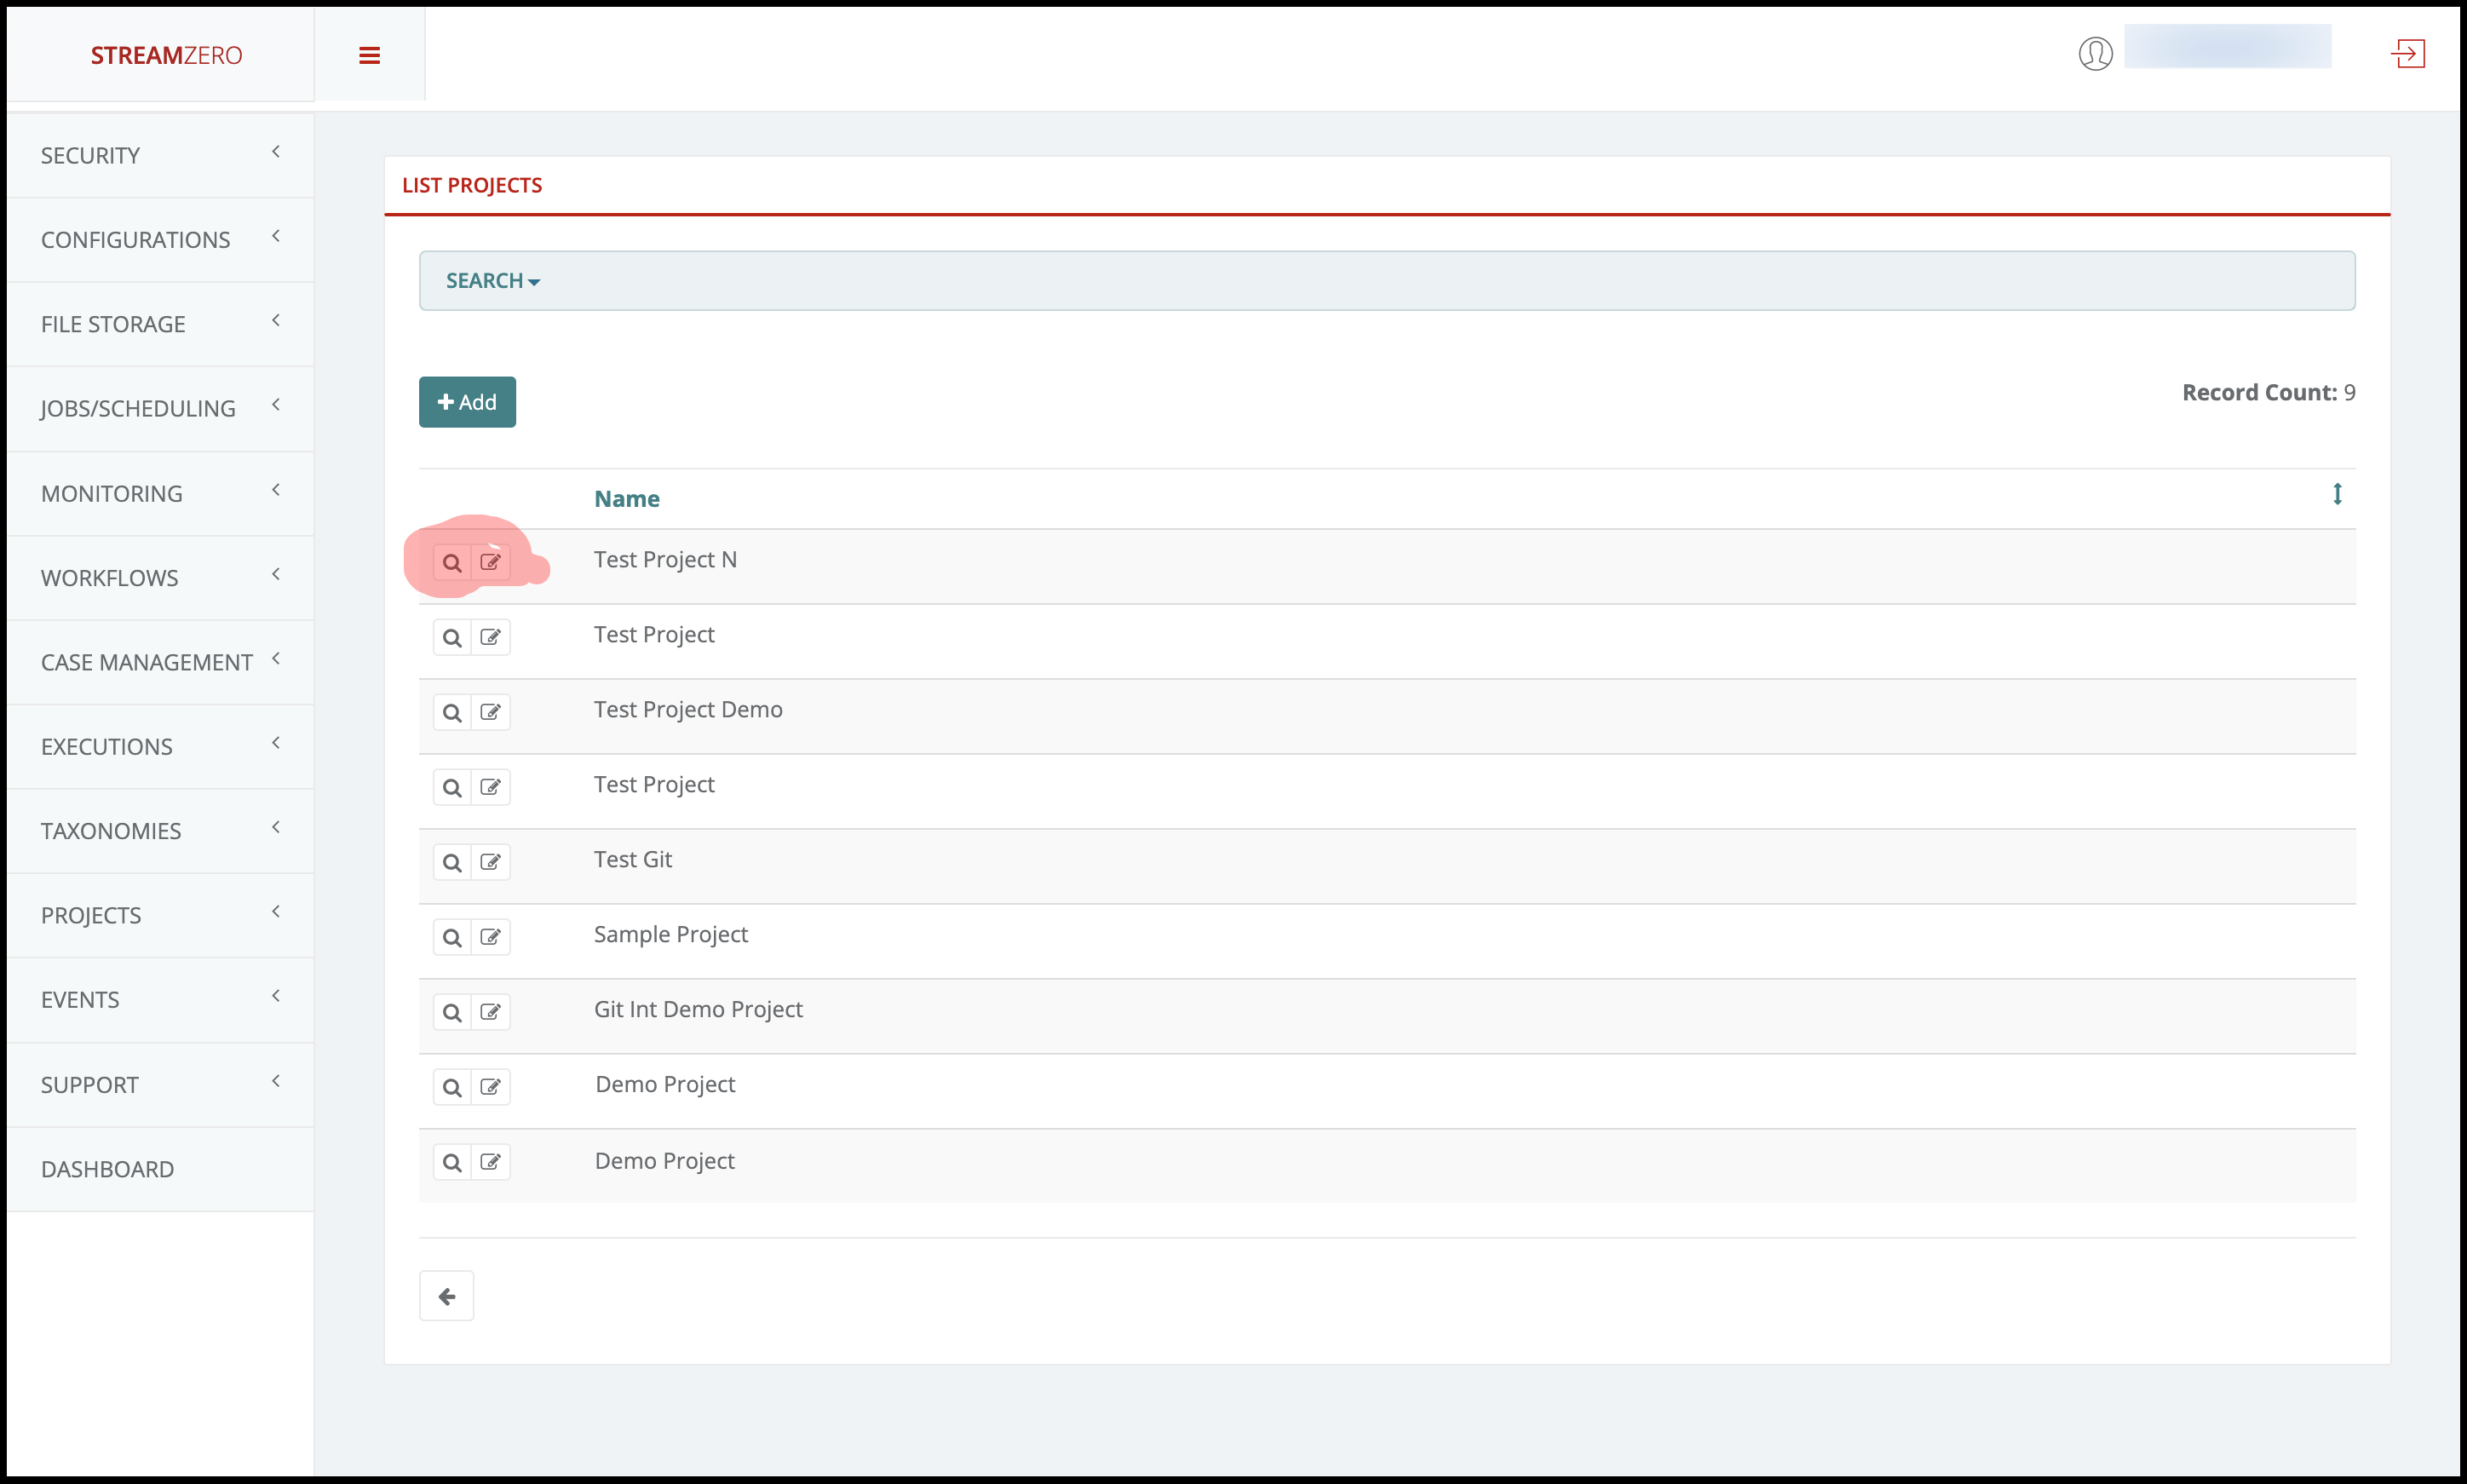 STREAMZERO
SECURITY
CONFIGURATIONS
FILE STORAGE
JOBS/SCHEDULING
MONITORING
WORKFLOWS
CASE MANAGEMENT
EXECUTIONS
TAXONOMIES
PROJECTS
EVENTS
SUPPORT
DASHBOARD
LIST PROJECTS
SEARCH
Add
Record Count: 9
Name
Test Project N
Test Project
Test Project Demo
Test Project
Test Git
Sample Project
Git Int Demo Project
Demo Project
Demo Project